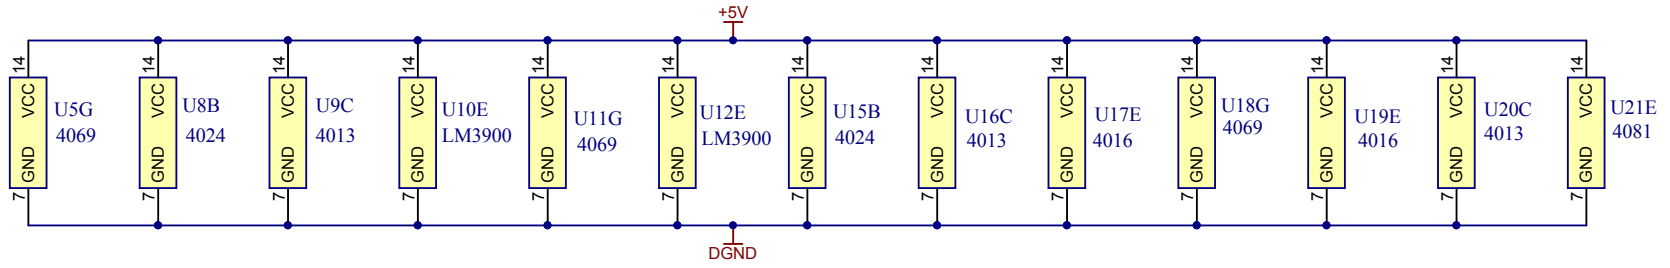 +5V
14 14 14 14 14 14 14 14 14 14 14 14 14
VCC VCC VCC VCC VCC VCC VCC VCC VCC VCC VCC VCC VCC
U5G U8B U9C U10E U11G U12E U15B U16C U17E U18G U19E U20C U21E
4069 4024 4013 LM3900 4069 LM3900 4024 4013 4016 4069 4016 4013 4081
GND GND GND GND GND GND GND GND GND GND GND GND GND
7 7 7 7 7 7 7 7 7 7 7 7 7
DGND